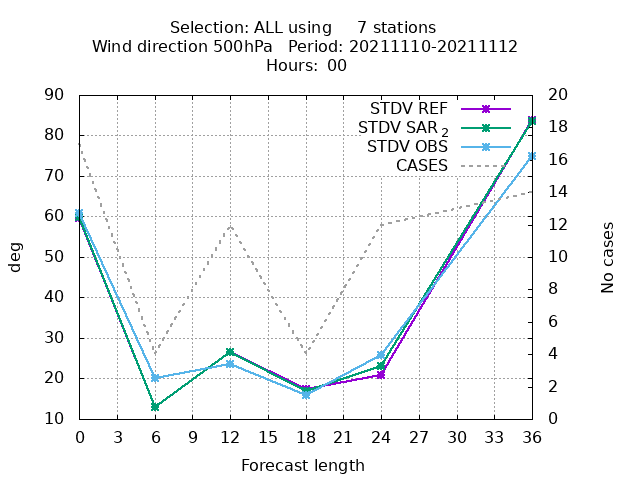 Selection: ALL using     7 stations
Wind direction 500hPa   Period: 20211110-20211112
Hours: 00
STDV REF
STDV SAR 2
STDV OBS
CASES
90
80
70
60
50
40
30
20
10
deg
20
18
16
14
12
10
8
6
4
2
0
No cases
0 3 6 9 12 15 18 21 24 27 30 33 36
Forecast length